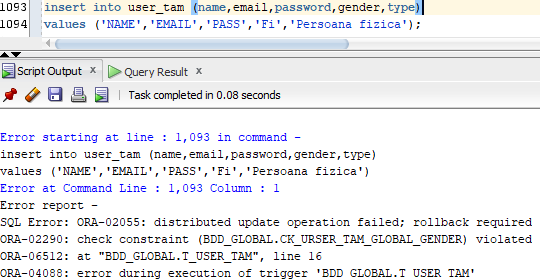 1093 insert into user_tam (name,email,password,gender,type)
1094 values ('NAME','EMAIL','PASS','Fi','Persoana fizica');
Script Output x Query Result x
Task completed in 0.08 seconds
Error starting at line : 1,093 in command -
insert into user_tam (name,email,password,gender,type)
values ('NAME','EMAIL','PASS','Fi','Persoana fizica')
Error at Command Line : 1,093 Column : 1
Error report -
SQL Error: ORA-02055: distributed update operation failed; rollback required
ORA-02290: check constraint (BDD_GLOBAL.CK_URSER_TAM_GLOBAL_GENDER) violated
ORA-06512: at "BDD_GLOBAL.T_USER_TAM", line 16
ORA-04088: error during execution of trigger 'BDD_GLOBAL.T_USER_TAM'